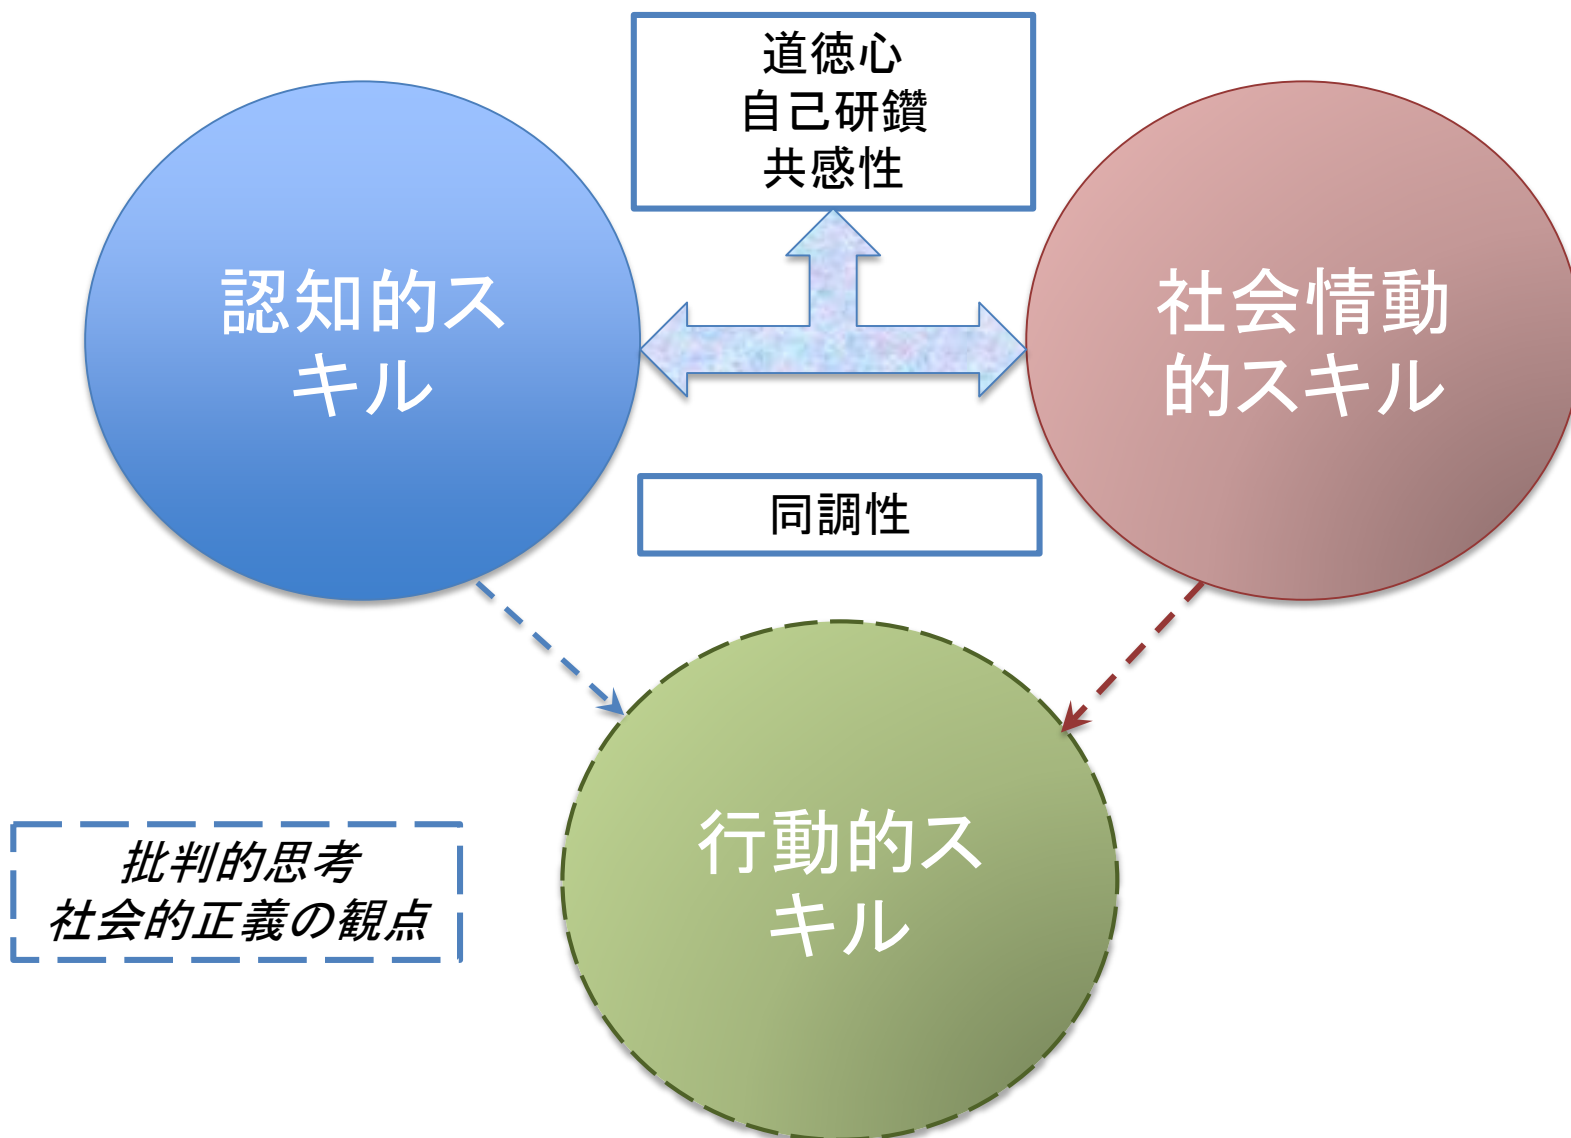 道徳心
自己研鑽
共感性
認知的ス
キル
社会情動
的スキル
同調性
行動的ス
キル
批判的思考
社会的正義の観点